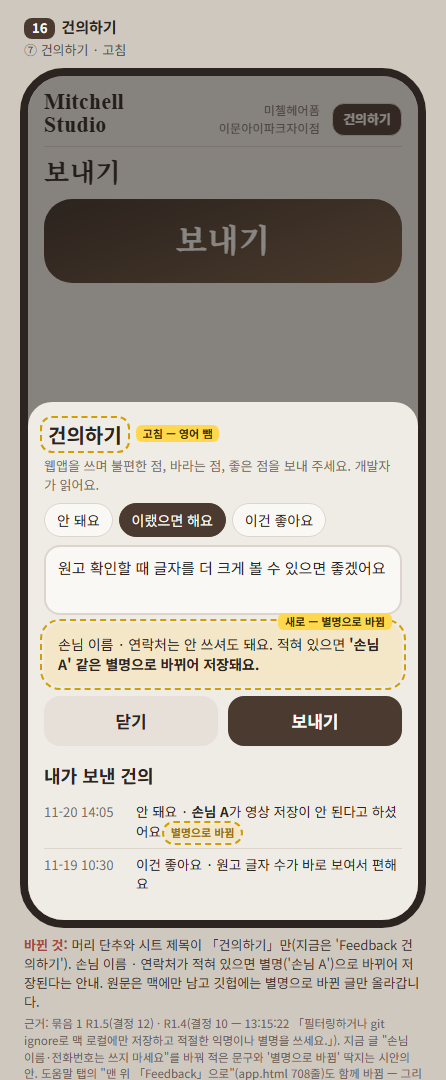 16 건의하기
⑦ 건의하기 · 고침
Mitchell
Studio
미첼헤어폼
이문아이파크자이점
건의하기
보내기
보내기
건의하기
고침 — 영어 뺌
웹앱을 쓰며 불편한 점, 바라는 점, 좋은 점을 보내 주세요. 개발자
가 읽어요.
안 돼요
이랬으면 해요
이건 좋아요
원고 확인할 때 글자를 더 크게 볼 수 있으면 좋겠어요
새로 — 별명으로 바뀜
손님 이름 · 연락처는 안 쓰셔도 돼요. 적혀 있으면 '손님
A' 같은 별명으로 바뀌어 저장돼요.
닫기
보내기
내가 보낸 건의
11-20 14:05 안 돼요 · 손님 A가 영상 저장이 안 된다고 하셨
어요 별명으로 바뀜
11-19 10:30 이건 좋아요 · 원고 글자 수가 바로 보여서 편해
요
바뀐 것: 머리 단추와 시트 제목이 「건의하기」만(지금은 'Feedback 건
의하기'). 손님 이름 · 연락처가 적혀 있으면 별명('손님 A')으로 바뀌어 저
장된다는 안내. 원문은 맥에만 남고 깃헙에는 별명으로 바뀐 글만 올라갑니
다.
근거: 묶음 1 R1.5(결정 12) · R1.4(결정 10 — 13:15:22 「필터링하거나 git
ignore로 맥 로컬에만 저장하고 적절한 익명이나 별명을 쓰세요.」). 지금 글 "손님
이름·전화번호는 쓰지 마세요"를 바꿔 적은 문구와 '별명으로 바뀜' 딱지는 시안의
안. 도움말 탭의 "맨 위 「건의하기」으로"(app.html 708줄)도 함께 바뀜 — 그리